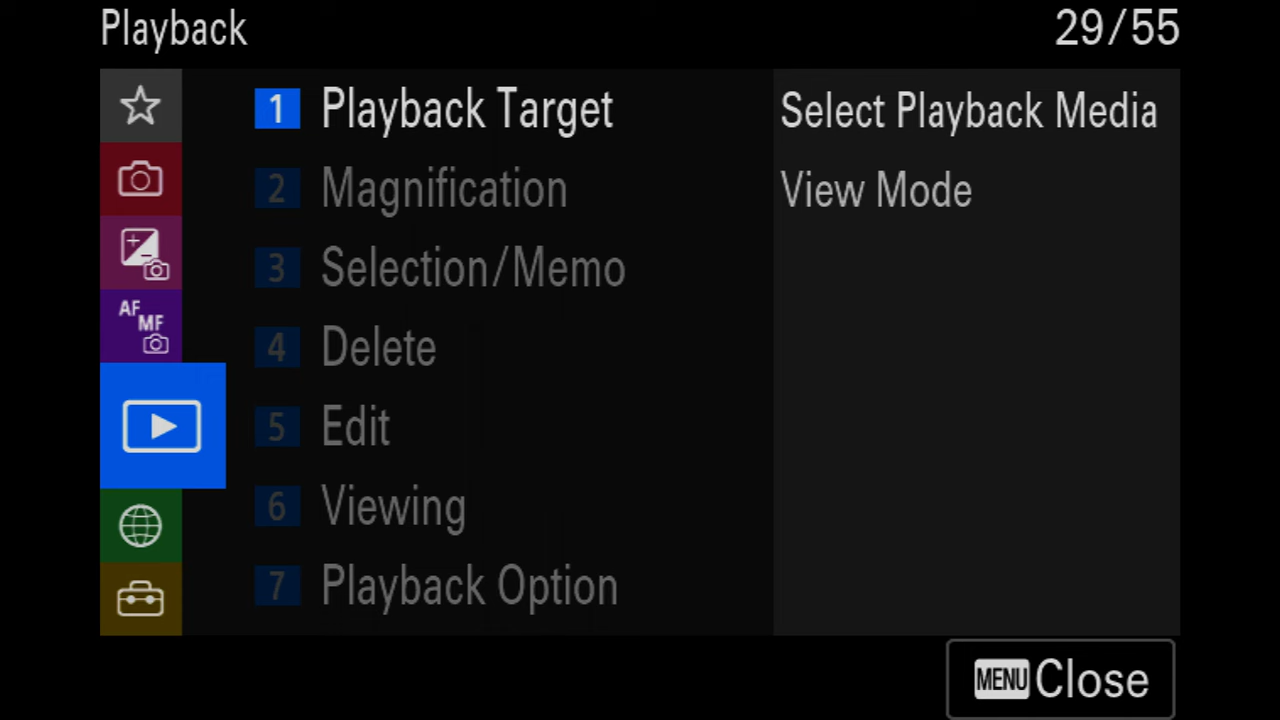 Playback 29/55
1 Playback Target Select Playback Media
2 Magnification View Mode
3 Selection/Memo
AF
MF
4 Delete
5 Edit
6 Viewing
7 Playback Option
MENU Close